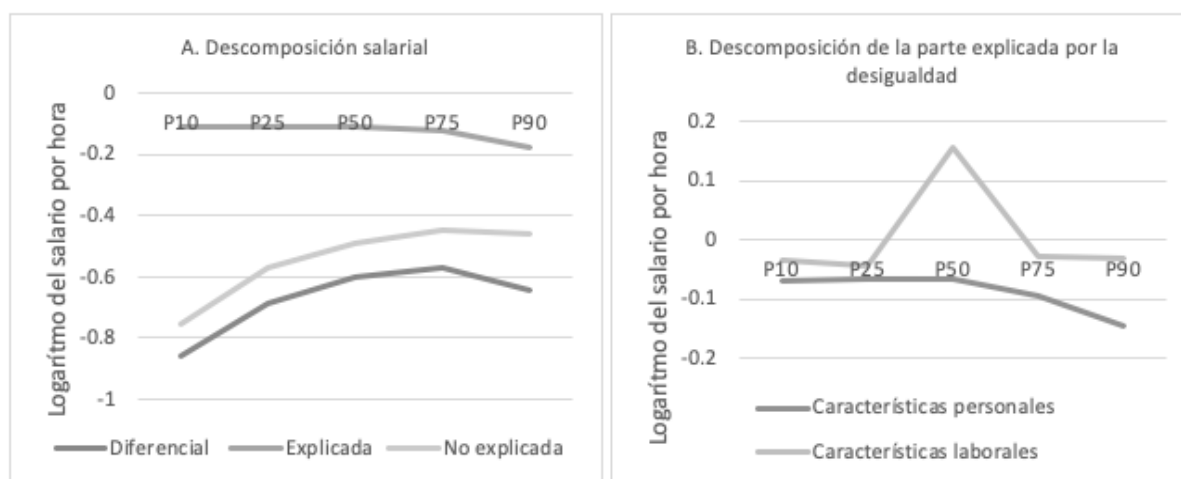 A. Descomposición salarial
Logarítmo del salario por hora
0
-0.2
-0.4
-0.6
-0.8
-1
P10 P25 P50 P75 P90
Diferencial Explicada No explicada
B. Descomposición de la parte explicada por la
desigualdad
Logarítmo del salario por hora
0.2
0.1
0
-0.1
-0.2
P10 P25 P50 P75 P90
Características personales
Características laborales